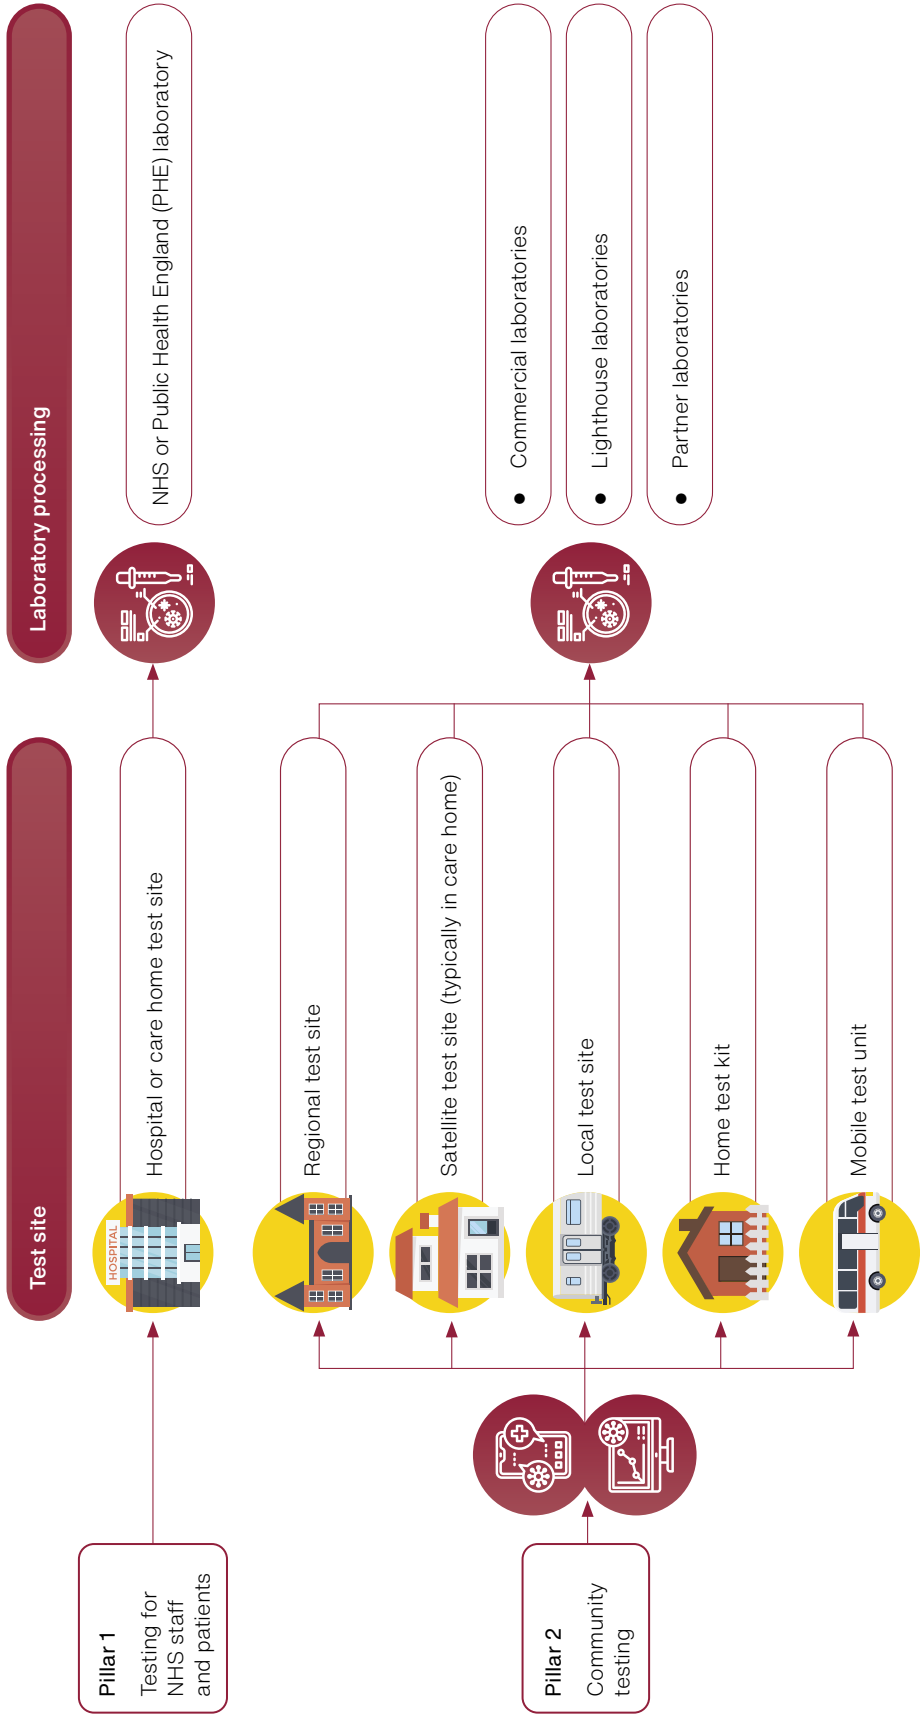 Test site
Laboratory processing
Pillar 1
Testing for
NHS staff
and patients
HOSPITAL
Hospital or care home test site
NHS or Public Health England (PHE) laboratory
Pillar 2
Community
testing
Regional test site
Satellite test site (typically in care home)
Local test site
Home test kit
Mobile test unit
● Commercial laboratories
● Lighthouse laboratories
● Partner laboratories